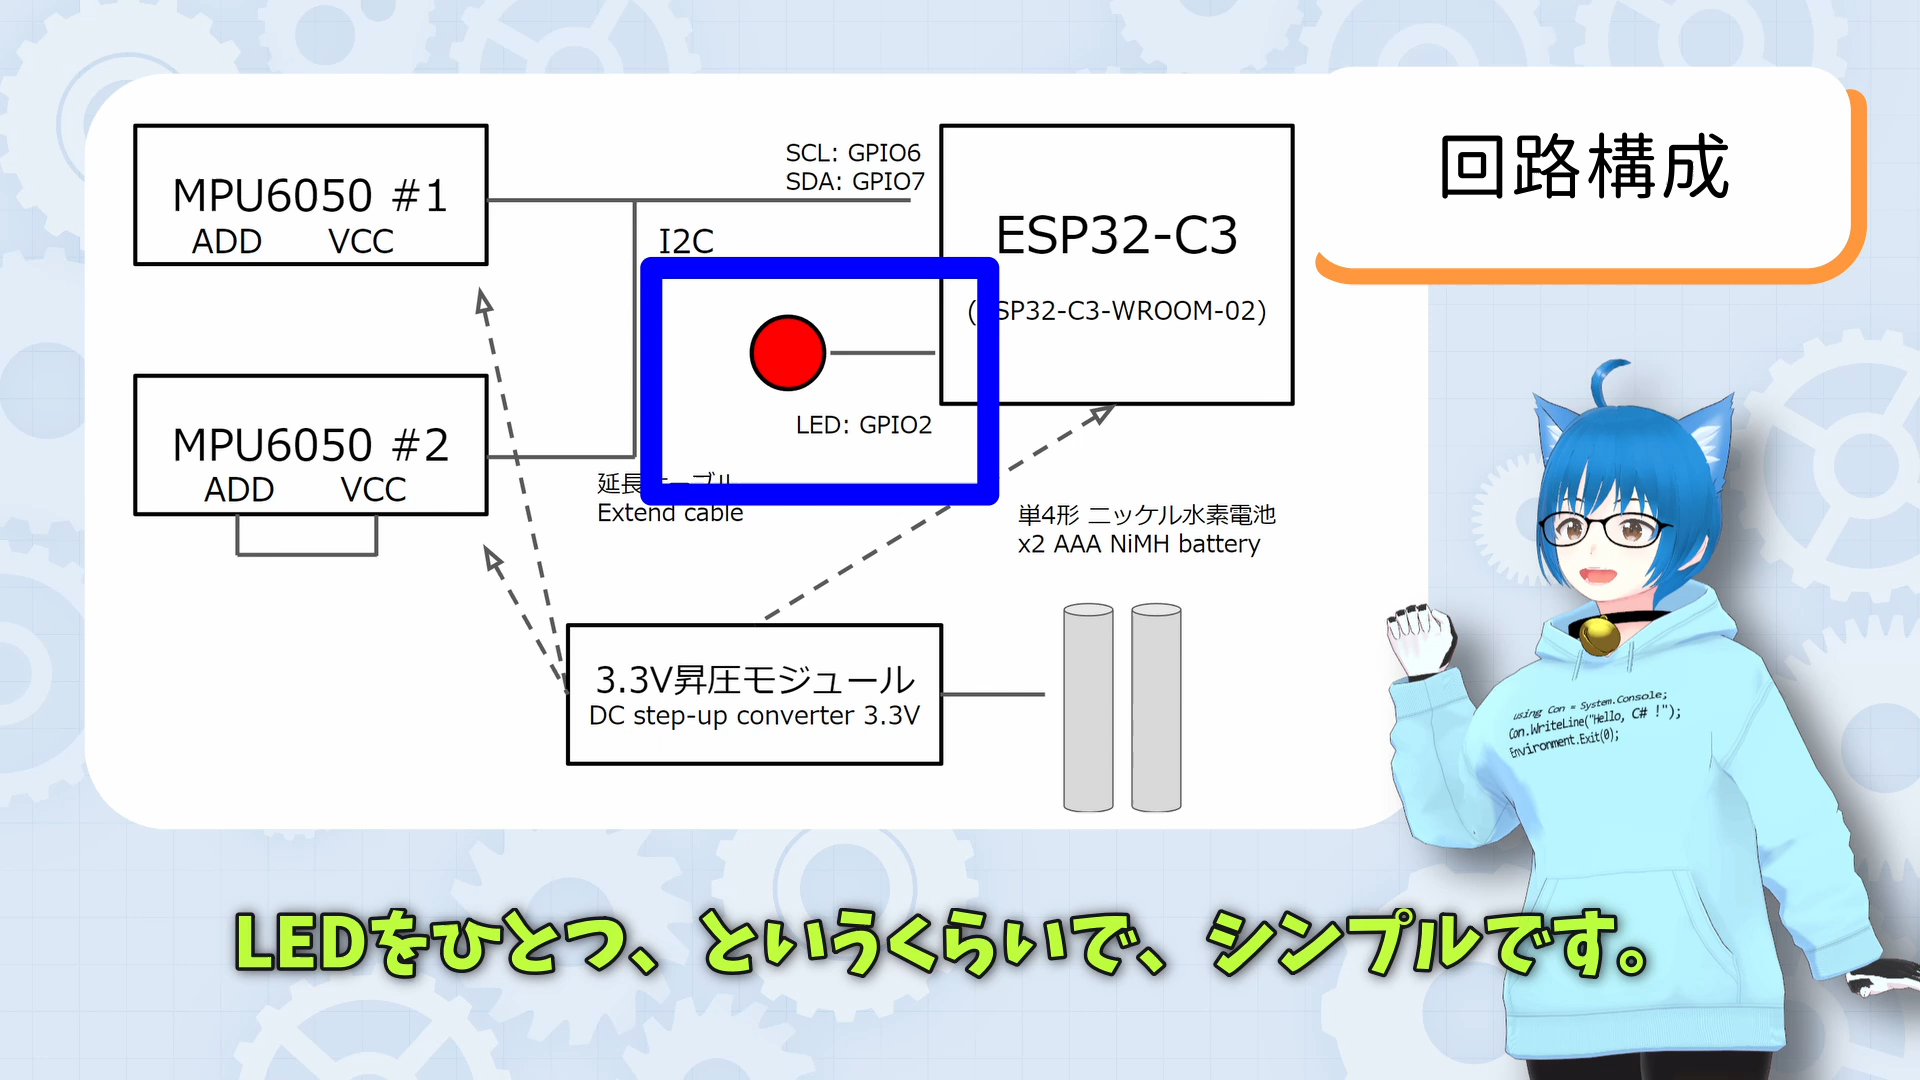 回路構成
MPU6050 #1
ADD VCC
SCL: GPIO6
SDA: GPIO7
I2C
ESP32-C3
SP32-C3-WROOM-02)
LED: GPIO2
MPU6050 #2
ADD VCC
延長ケーブル
Extend cable
単4形 ニッケル水素電池
x2 AAA NiMH battery
3.3V昇圧モジュール
DC step-up converter 3.3V
using Con = System.Console;
Con.WriteLine("Hello, C# !");
Environment.Exit(0);
LEDをひとつ、というくらいで、シンプルです。